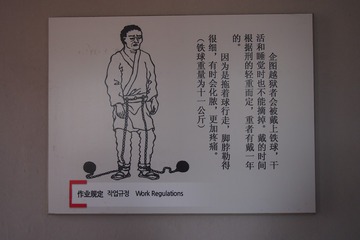 企图越狱者会被戴上铁球，干
活和睡觉时也不能摘掉。戴的时间
根据刑的轻重而定，重者有戴一年
的。
因为是拖着球行走，脚脖勒得
很细，有时会化脓，更加疼痛。
（铁球重量为十一公斤）
作业规定 작업규정 Work Regulations